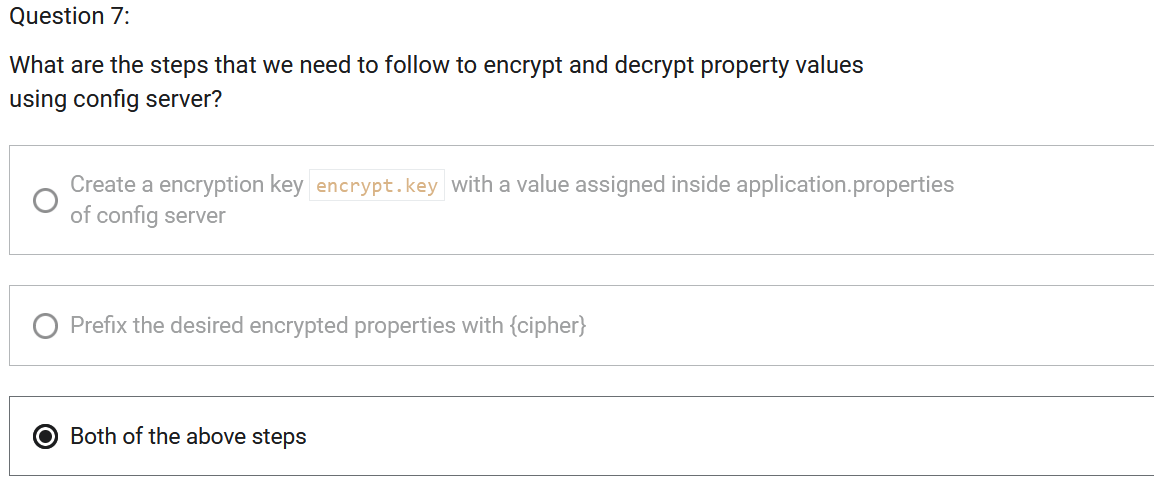 Question 7:
What are the steps that we need to follow to encrypt and decrypt property values
using config server?
Create a encryption key encrypt.key with a value assigned inside application.properties
of config server
Prefix the desired encrypted properties with {cipher}
Both of the above steps